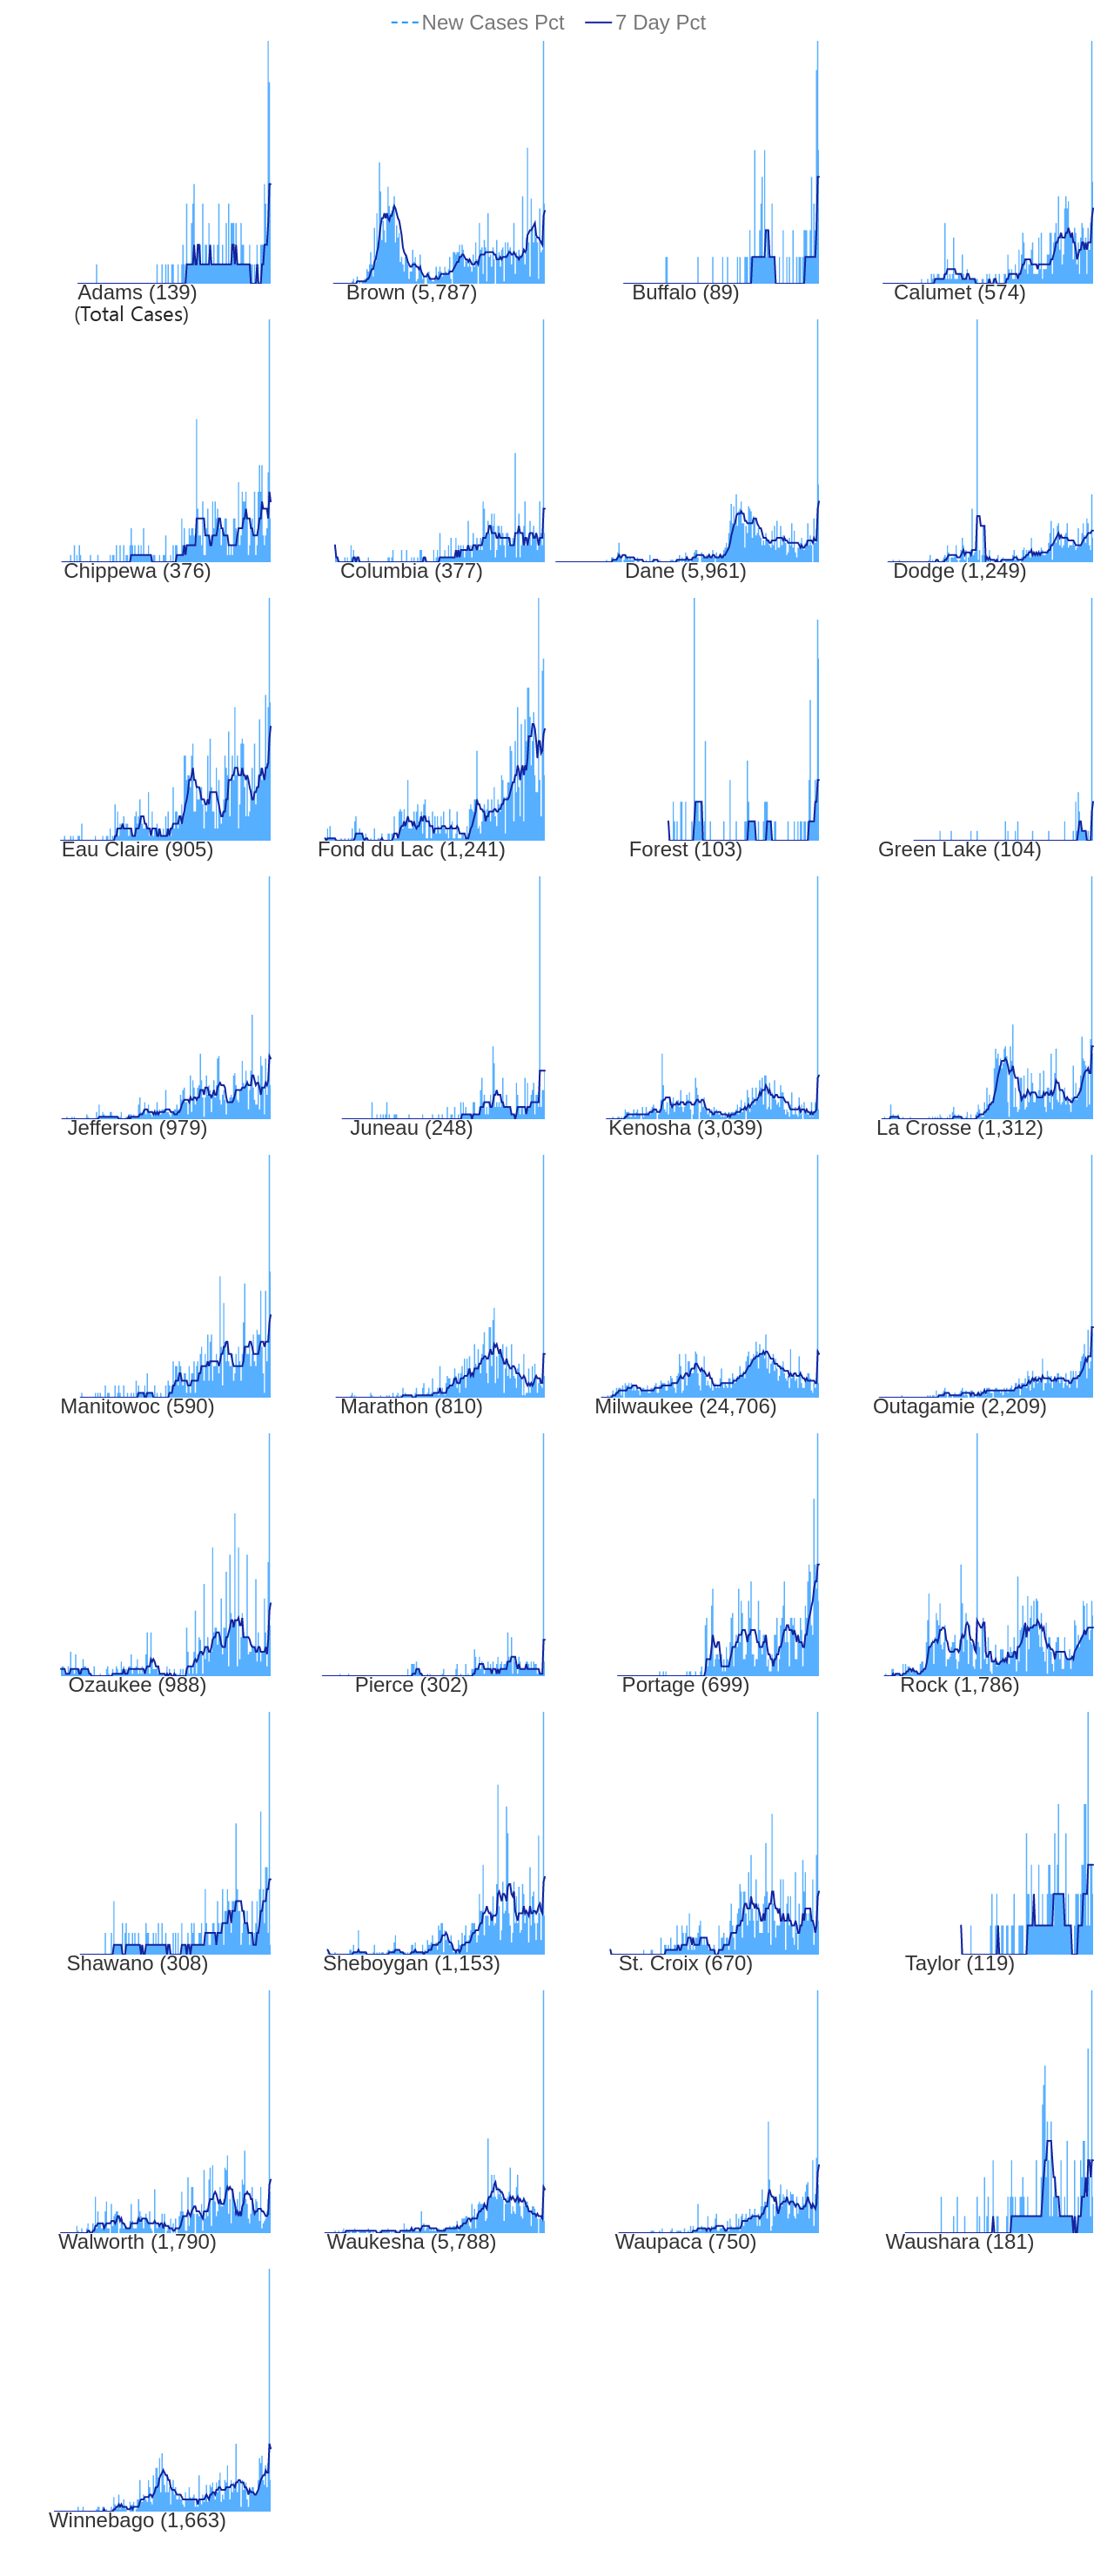 New Cases Pct 7 Day Pct
Adams (139) Brown (5,787) Buffalo (89) Calumet (574)
(Total Cases)
Chippewa (376) Columbia (377) Dane (5,961) Dodge (1,249)
Eau Claire (905) Fond du Lac (1,241) Forest (103) Green Lake (104)
Jefferson (979) Juneau (248) Kenosha (3,039) La Crosse (1,312)
Manitowoc (590) Marathon (810) Milwaukee (24,706) Outagamie (2,209)
Ozaukee (988) Pierce (302) Portage (699) Rock (1,786)
Shawano (308) Sheboygan (1,153) St. Croix (670) Taylor (119)
Walworth (1,790) Waukesha (5,788) Waupaca (750) Waushara (181)
Winnebago (1,663)